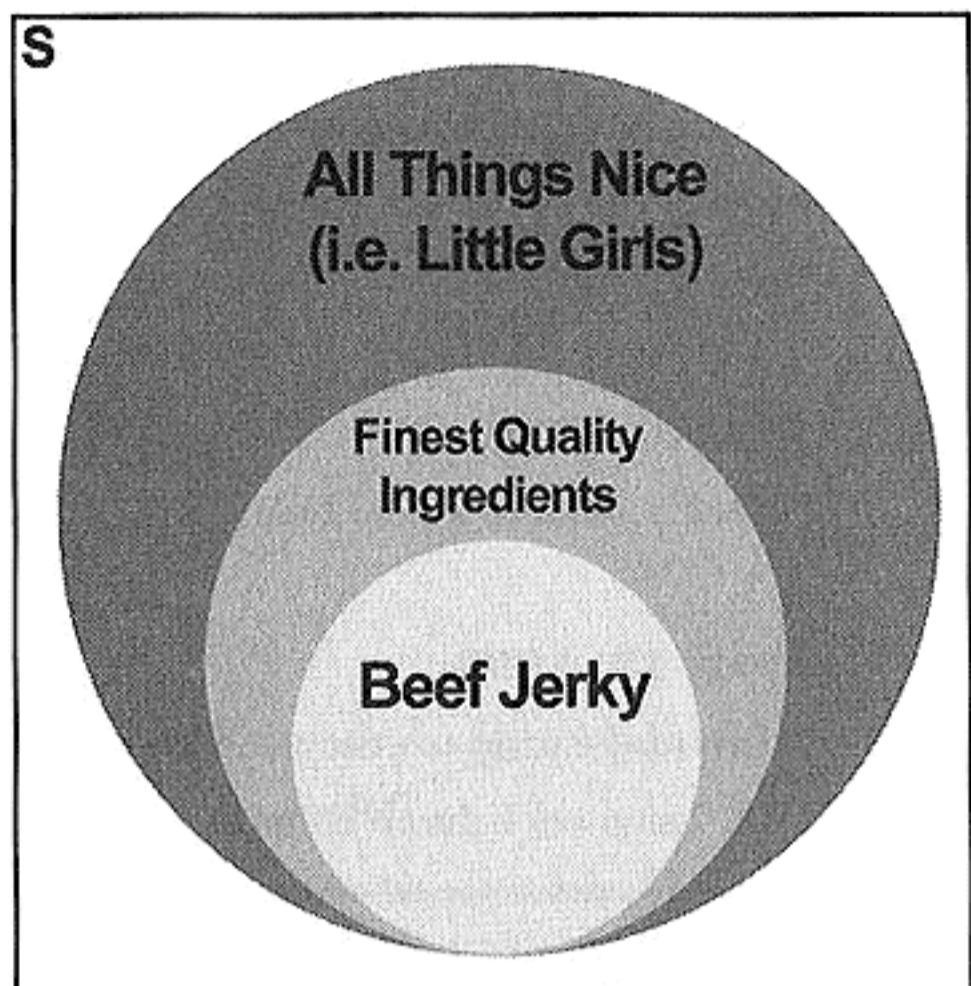 S
All Things Nice
(i.e. Little Girls)
Finest Quality
Ingredients
Beef Jerky